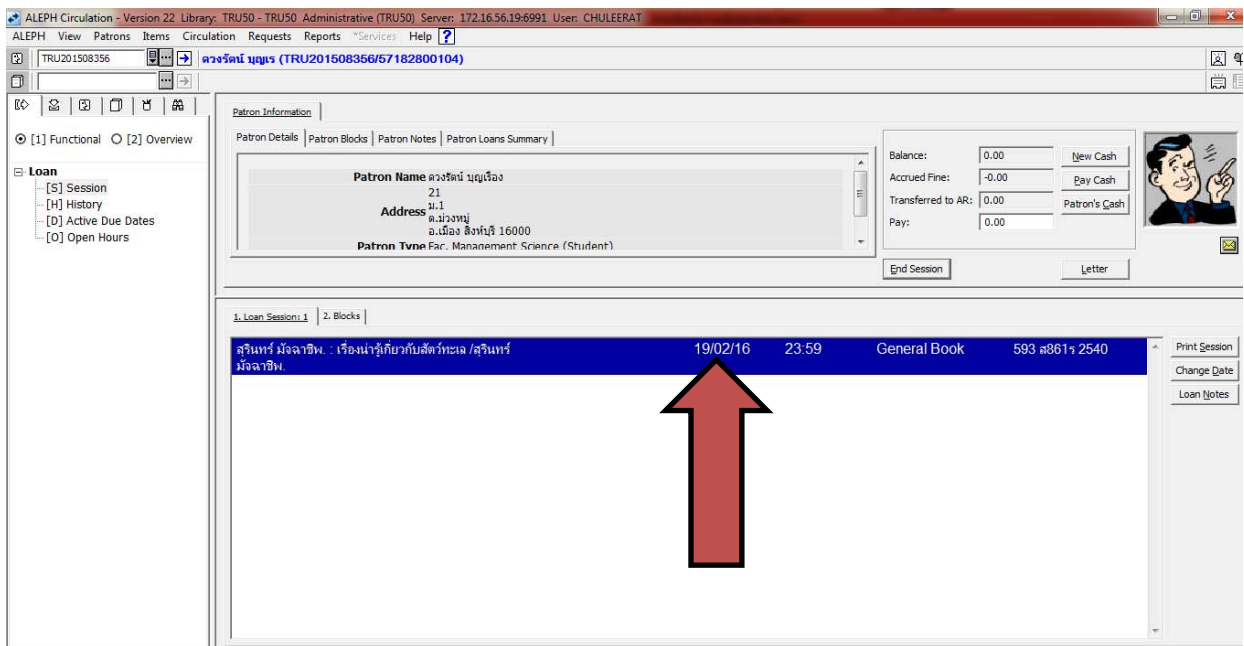 ALEPH Circulation - Version 22 Library: TRU50 - TRU50 Administrative (TRU50) Server: 172.16.56.19:6991 User: CHULEERAT
ALEPH View Patrons Items Circulation Requests Reports *Services Help ?
TRU201508356 ดวงรัตน์ บุญเร (TRU201508356/57182800104)
[1] Functional [2] Overview
Loan
[S] Session
[H] History
[D] Active Due Dates
[O] Open Hours
Patron Information
Patron Details Patron Blocks Patron Notes Patron Loans Summary
Patron Name ดวงรัตน์ บุญเรือง
Address 21
ม.1
ต.ม่วงหมู่
อ.เมือง สิงห์บุรี 16000
Patron Type Fac. Management Science (Student)
Balance: 0.00 New Cash
Accrued Fine: -0.00 Pay Cash
Transferred to AR: 0.00 Patron's Cash
Pay: 0.00
End Session Letter
1. Loan Session: 1 2. Blocks
สุรินทร์ มัจฉาชีพ. : เรื่องน่ารู้เกี่ยวกับสัตว์ทะเล /สุรินทร์ 19/02/16 23:59 General Book 593 ส861ร 2540
มัจฉาชีพ.
Print Session
Change Date
Loan Notes